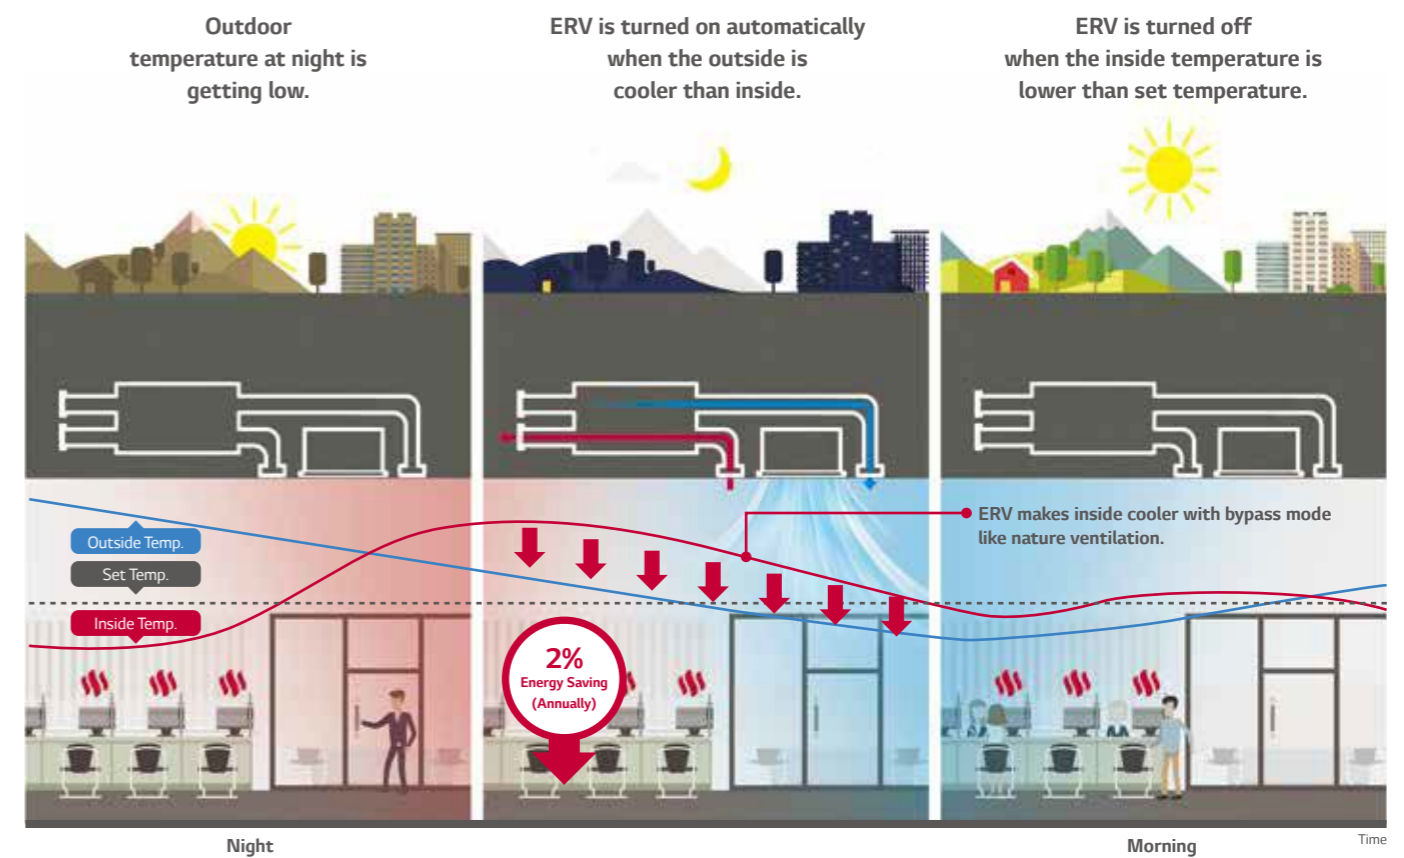 Outdoor
temperature at night is
getting low.
ERV is turned on automatically
when the outside is
cooler than inside.
ERV is turned off
when the inside temperature is
lower than set temperature.
Outside Temp.
Set Temp.
Inside Temp.
ERV makes inside cooler with bypass mode
like nature ventilation.
2%
Energy Saving
(Annually)
Night
Morning
Time